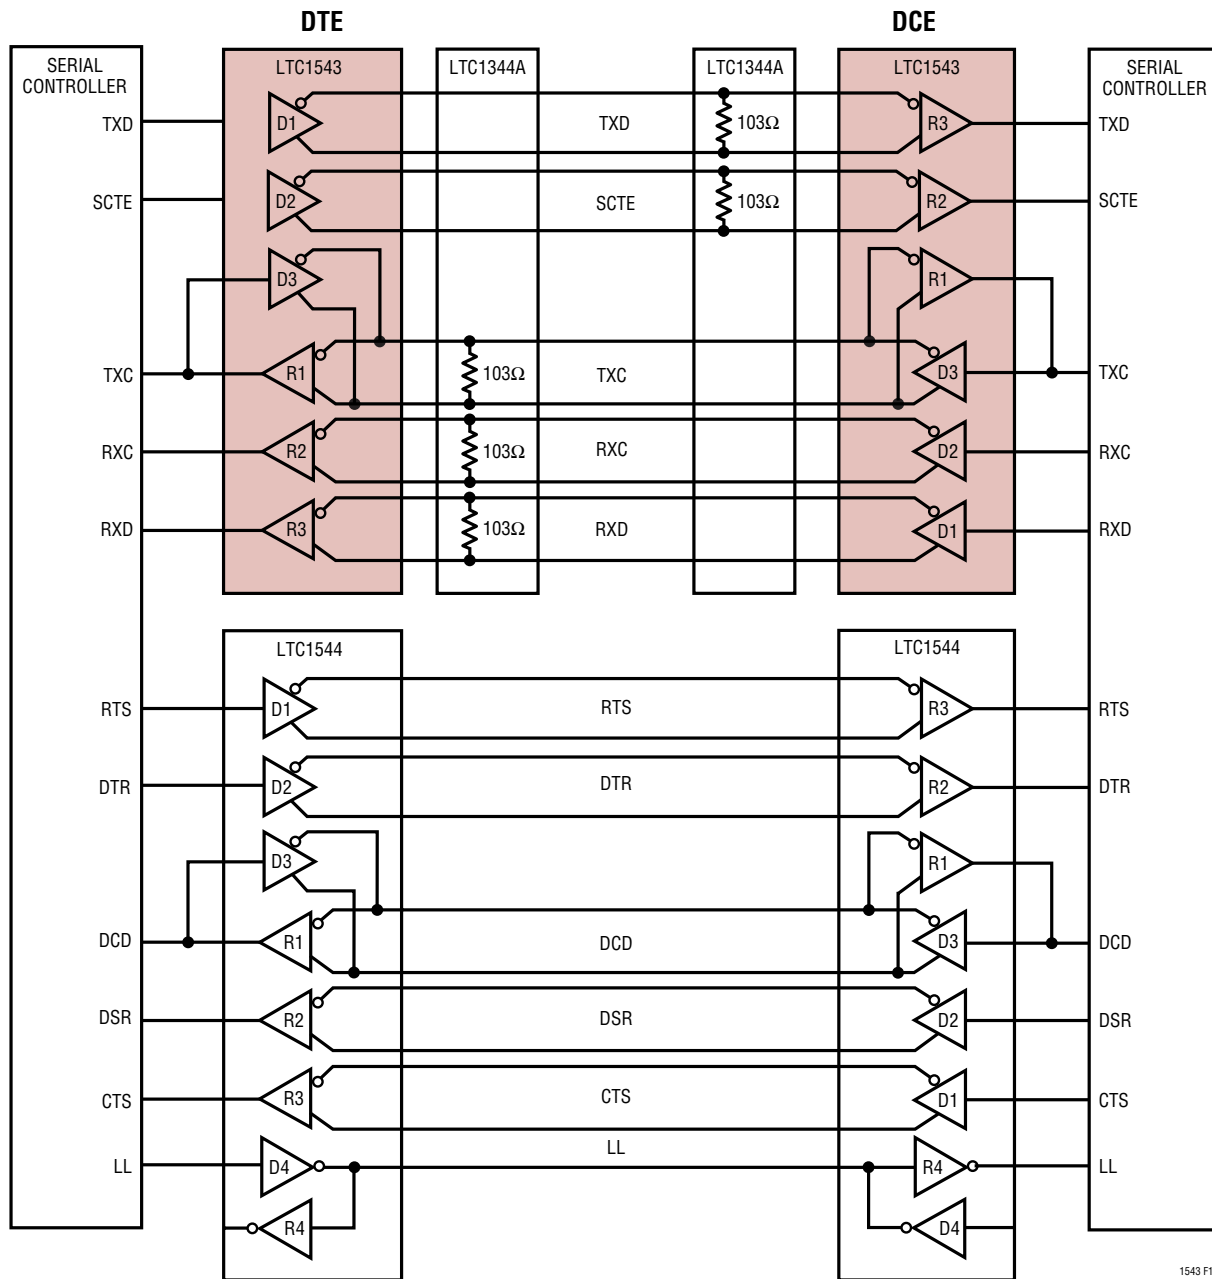 DTE
DCE
SERIAL
CONTROLLER
LTC1543
LTC1344A
LTC1344A
LTC1543
SERIAL
CONTROLLER
TXD
D1
TXD
103Ω
R3
TXD
SCTE
D2
SCTE
103Ω
R2
SCTE
D3
R1
TXC
R1
103Ω
TXC
D3
TXC
RXC
R2
103Ω
RXC
D2
RXC
RXD
R3
103Ω
RXD
D1
RXD
LTC1544
LTC1544
RTS
D1
RTS
R3
RTS
DTR
D2
DTR
R2
DTR
D3
R1
DCD
R1
DCD
D3
DCD
DSR
R2
DSR
D2
DSR
CTS
R3
CTS
D1
CTS
LL
D4
LL
R4
LL
R4
D4